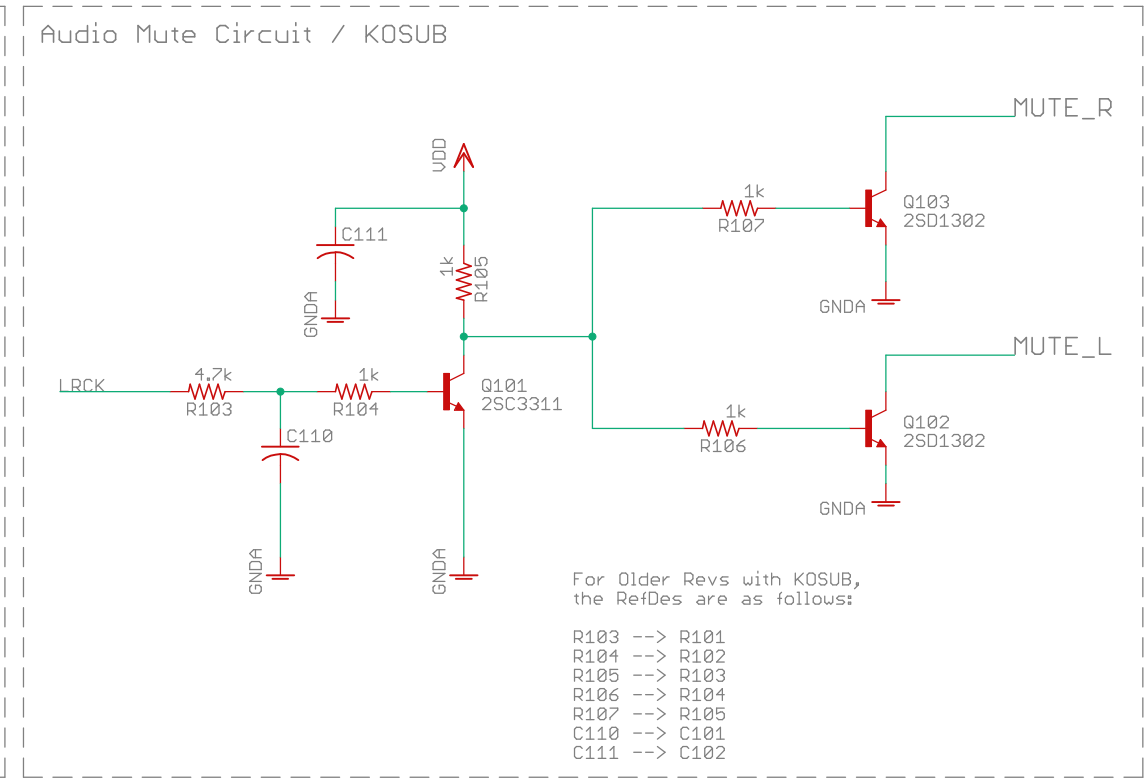 Audio Mute Circuit / KOSUB
MUTE_R
VDD
1k
R107
Q103
2SD1302
C111
1k
R105
GNDA
GNDA
MUTE_L
LRCK
4.7k
R103
1k
R104
Q101
2SC3311
1k
R106
Q102
2SD1302
C110
GNDA
GNDA
GNDA
For Older Revs with KOSUB,
the RefDes are as follows:
R103 --> R101
R104 --> R102
R105 --> R103
R106 --> R104
R107 --> R105
C110 --> C101
C111 --> C102